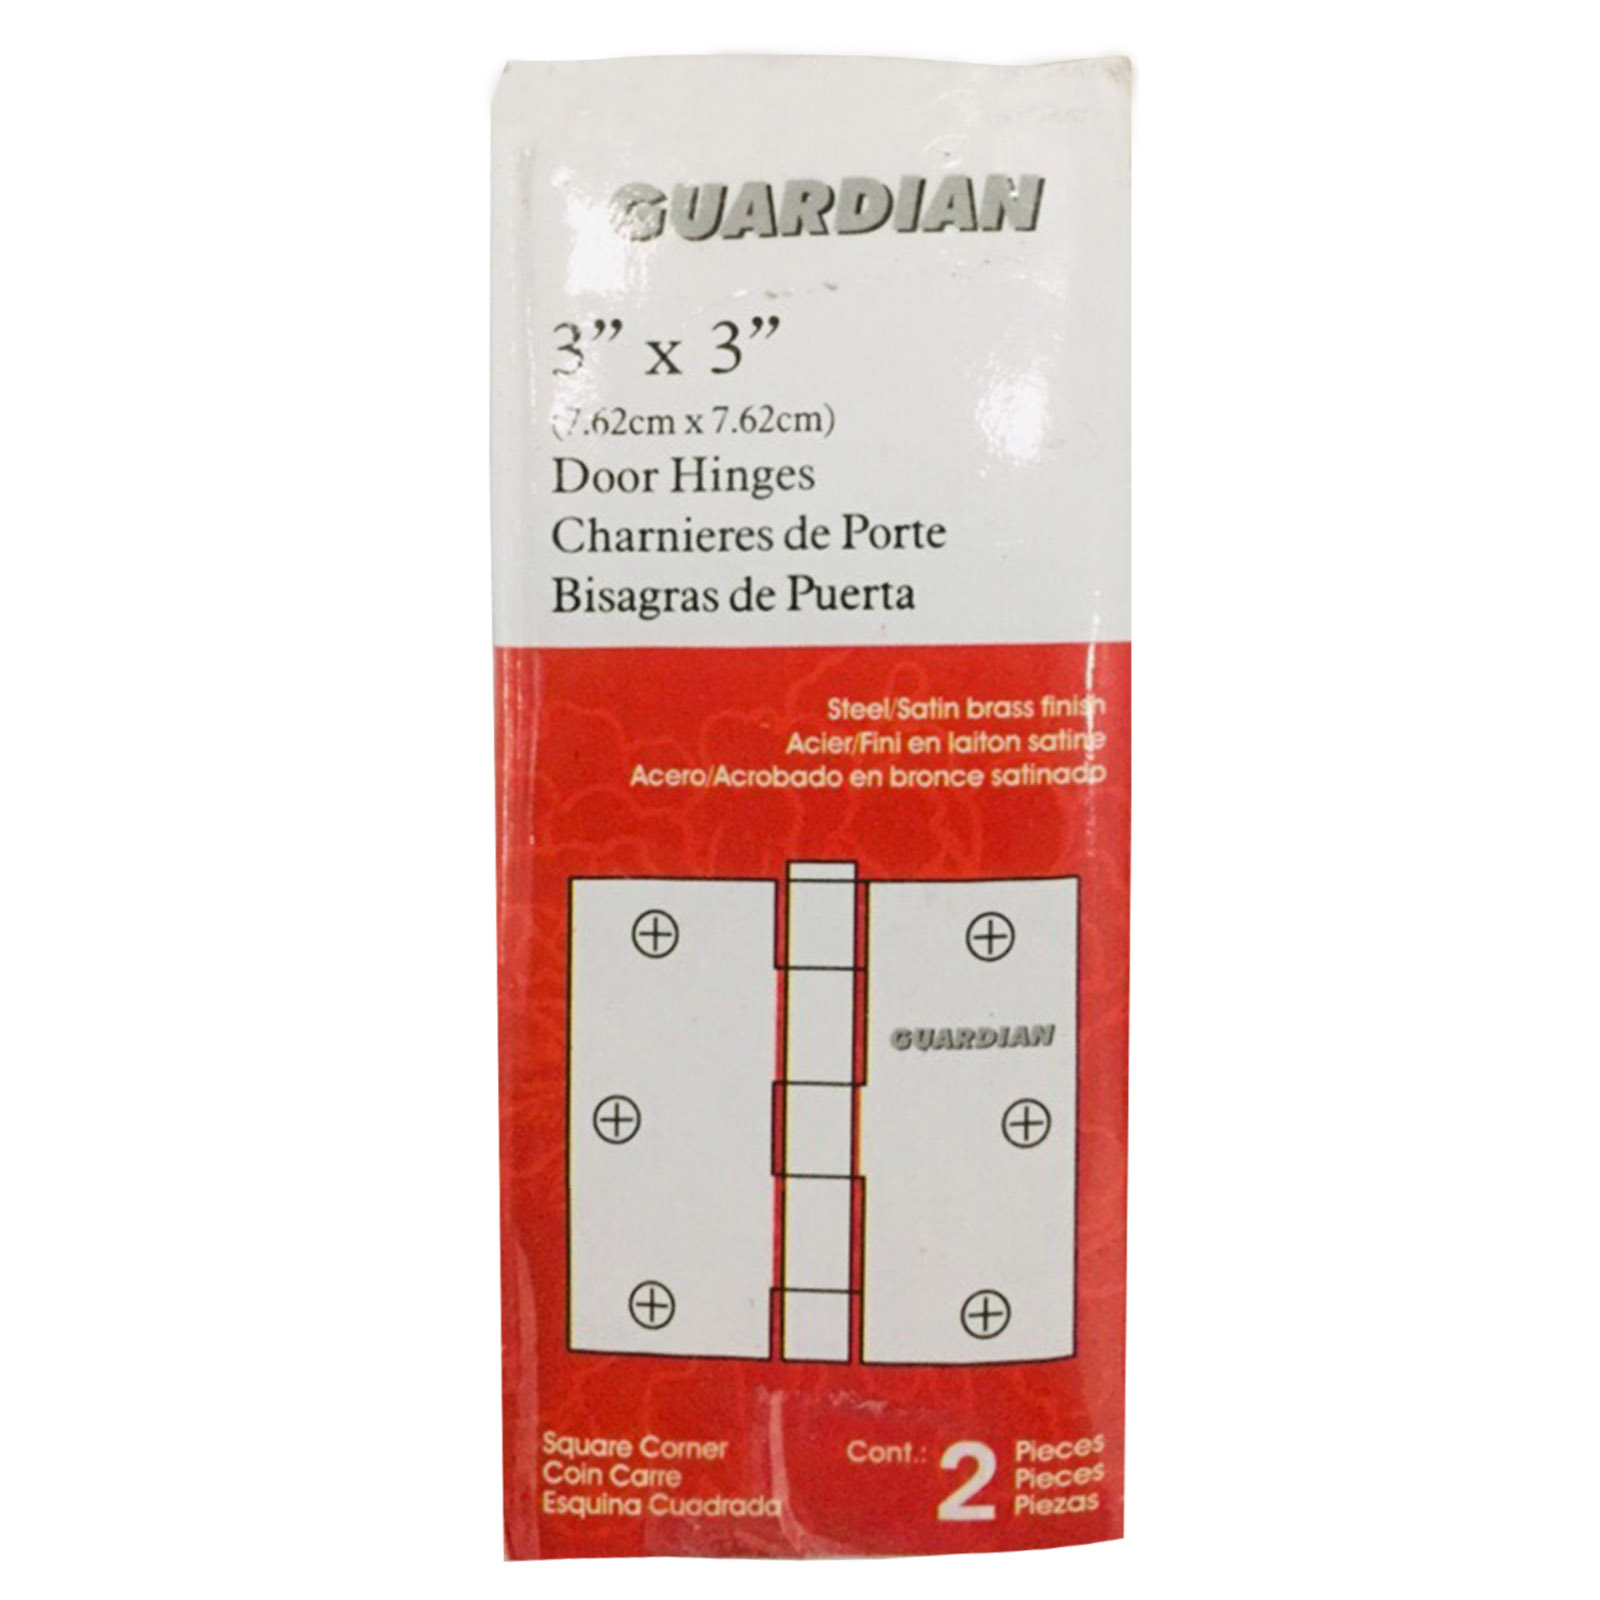 GUARDIAN
3” x 3”
(7.62cm x 7.62cm)
Door Hinges
Charnieres de Porte
Bisagras de Puerta
Steel/Satin brass finish
Acier/Fini en laiton satine
Acero/Acrobado en bronce satinado
GUARDIAN
Square Corner
Coin Carre
Esquina Cuadrada
Cont.: 2 Pieces
Pieces
Piezas